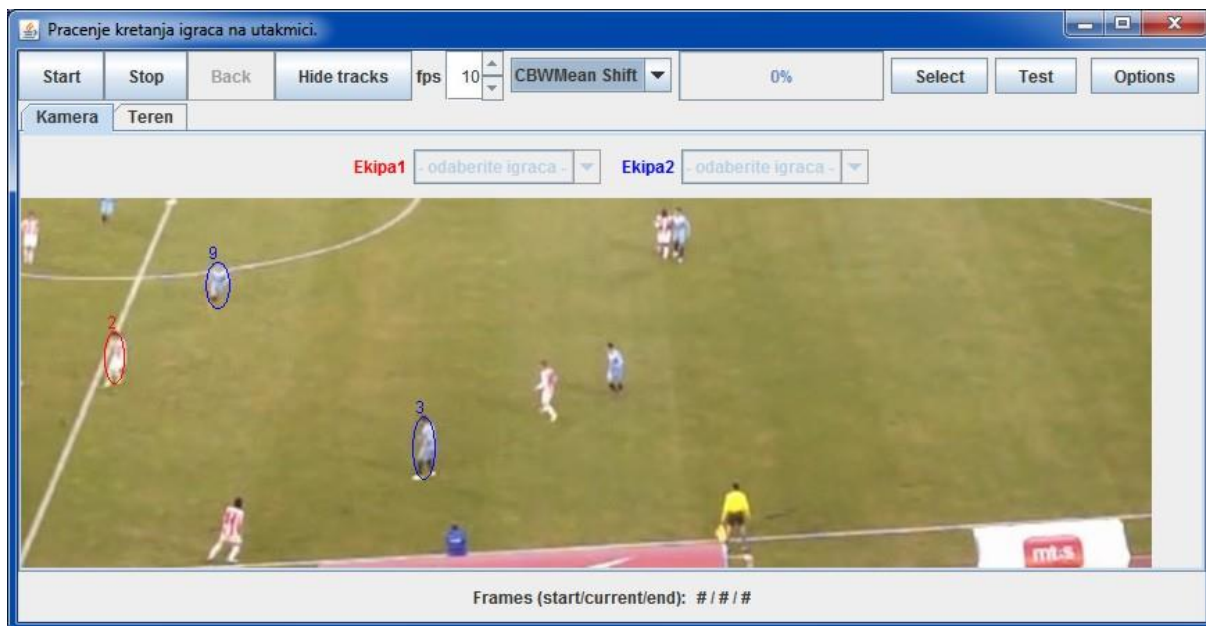 Pracenje kretanja igraca na utakmici.
Start Stop Back Hide tracks fps 10 CBWMean Shift 0% Select Test Options
Kamera Teren
Ekipa1 - odaberite igraca - Ekipa2 - odaberite igraca -
9
2
3
mt:s
Frames (start/current/end): # / # / #